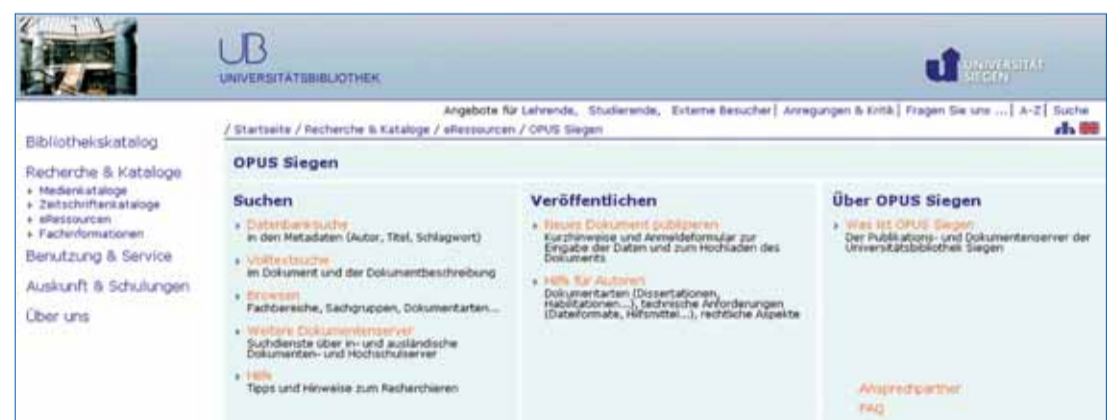 UB
UNIVERSITÄTSBIBLIOTHEK
UNIVERSITÄT
SIEGEN
Angebote für Lehrende, Studierende, Externe Besucher| Anregungen & Kritik| Fragen Sie uns ...| A-Z| Suche
/ Startseite / Recherche & Kataloge / eRessourcen / OPUS Siegen
Bibliothekskatalog
Recherche & Kataloge
Medienkataloge
Zeitschriftenkataloge
eRessourcen
Fachinformationen
Benutzung & Service
Auskunft & Schulungen
Über uns
OPUS Siegen
Suchen
Datenbanksuche
in den Metadaten (Autor, Titel, Schlagwort)
Volltextsuche
im Dokument und der Dokumentbeschreibung
Browsen
Fachbereiche, Sachgruppen, Dokumentarten...
Weitere Dokumentenserver
Suchdienste über in- und ausländische
Dokumenten- und Hochschulserver
Hilfe
Tipps und Hinweise zum Recherchieren
Veröffentlichen
Neues Dokument publizieren
Kurzhinweise und Anmeldeformular zur
Eingabe der Daten und zum Hochladen des
Dokuments
Hilfe für Autoren
Dokumentarten (Dissertationen,
Habilitationen...), technische Anforderungen
(Dateiformate, Hilfsmittel...), rechtliche Aspekte
Über OPUS Siegen
Was ist OPUS Siegen
Der Publikations- und Dokumentenserver der
Universitätsbibliothek Siegen
Ansprechpartner
FAQ